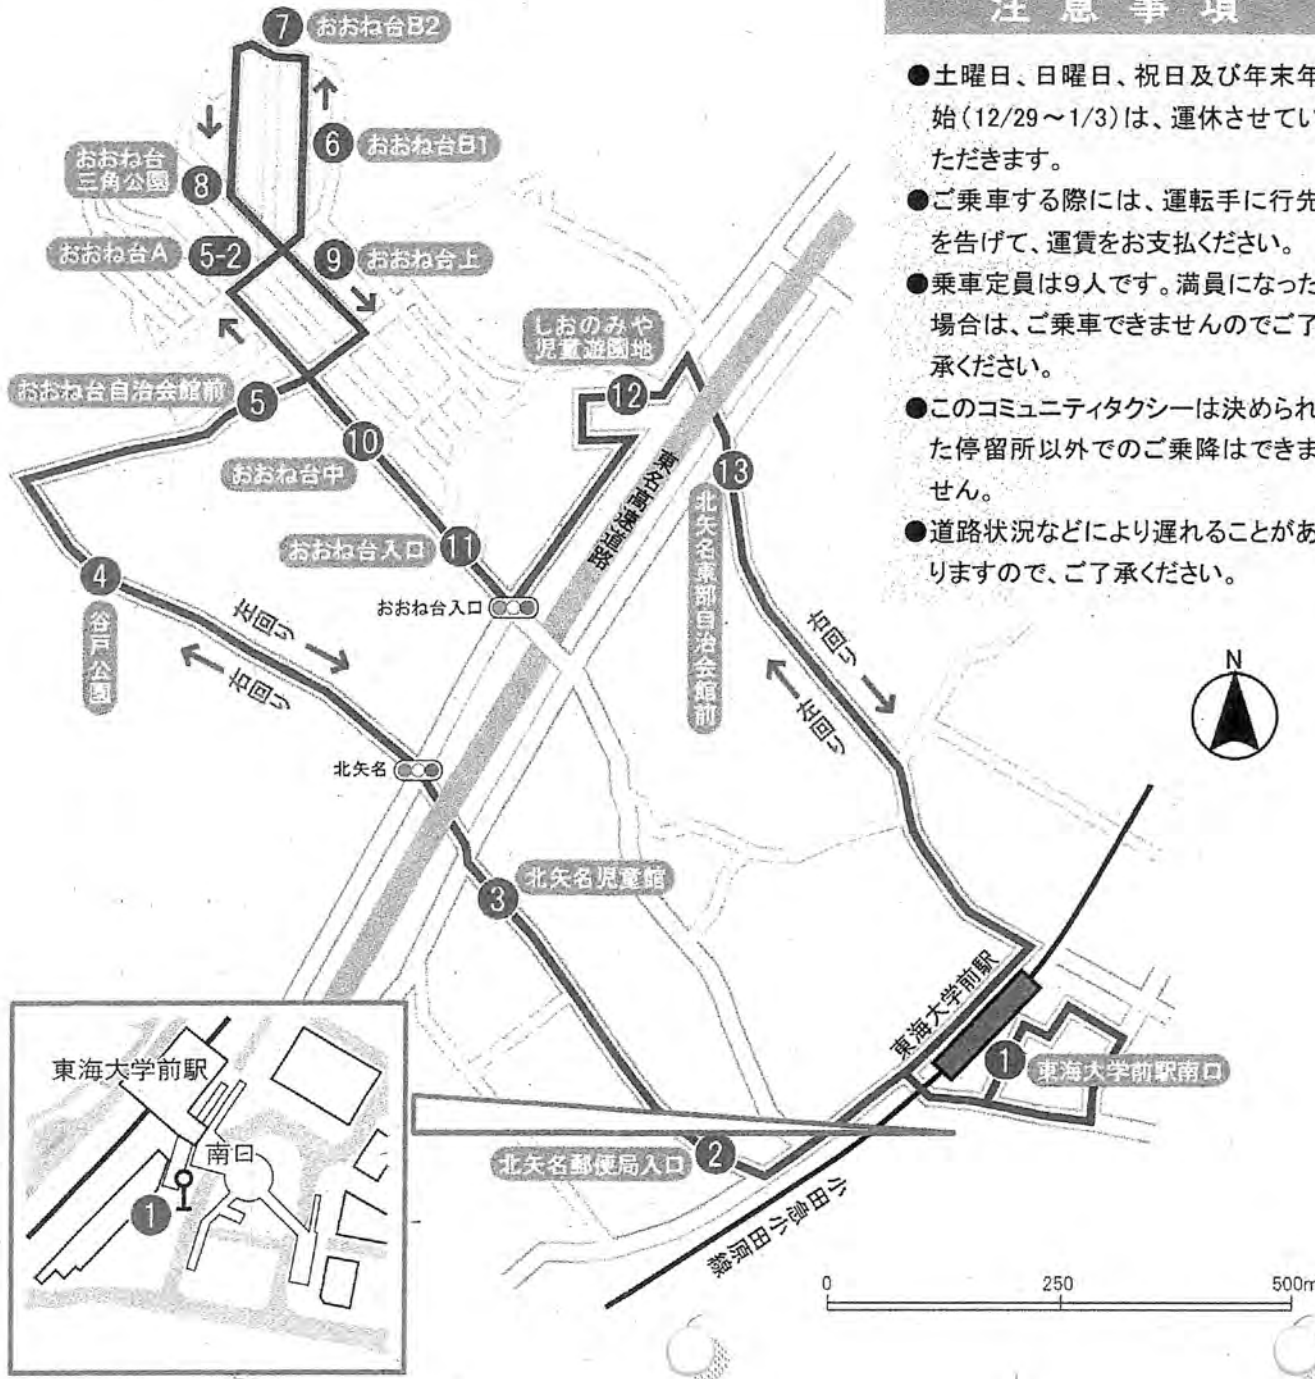 注意事項
●土曜日、日曜日、祝日及び年末年
始(12/29～1/3)は、運休させてい
ただきます。
●ご乗車する際には、運転手に行先
を告げて、運賃をお支払ください。
●乗車定員は9人です。満員になった
場合は、ご乗車できませんのでご了
承ください。
●このコミュニティタクシーは決められ
た停留所以外でのご乗降はできま
せん。
●道路状況などにより遅れることがあ
りますので、ご了承ください。
7 おおね台B2
6 おおね台B1
おおね台
三角公園 8
おおね台A 5-2
9 おおね台上
しおのみや
児童遊園地
12
おおね台自治会館前 5
10
おおね台中
13
北矢名東部自治会館前
東名高速道路
おおね台入口 11
おおね台入口
4
谷戸公園
左回り
右回り
右回り
左回り
N
北矢名
3 北矢名児童館
東海大学前駅
1 東海大学前駅南口
北矢名郵便局入口 2
小田急小田原線
東海大学前駅
南口
1
0 250 500m